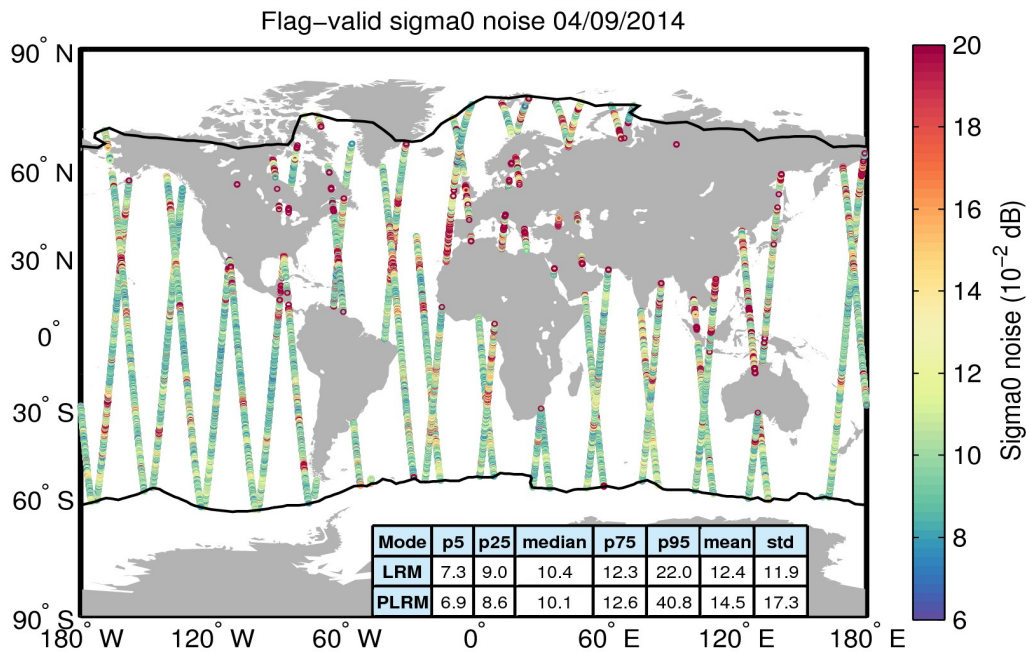 Flag−valid sigma0 noise 04/09/2014
90° N
60° N
30° N
0°
30° S
60° S
90° S
180° W 120° W 60° W 0° 60° E 120° E 180° E
Mode p5 p25 median p75 p95 mean std
LRM 7.3 9.0 10.4 12.3 22.0 12.4 11.9
PLRM 6.9 8.6 10.1 12.6 40.8 14.5 17.3
20
18
16
14
12
10
8
6
Sigma0 noise (10⁻² dB)